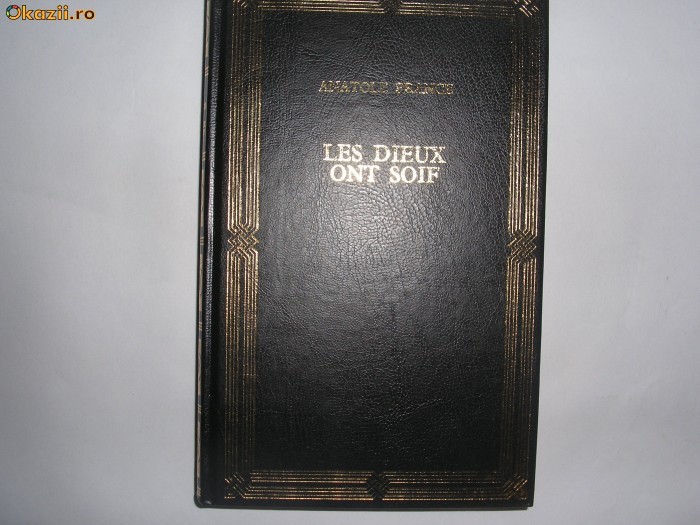 Okazii.ro
ANATOLE FRANCE
LES DIEUX
ONT SOIF